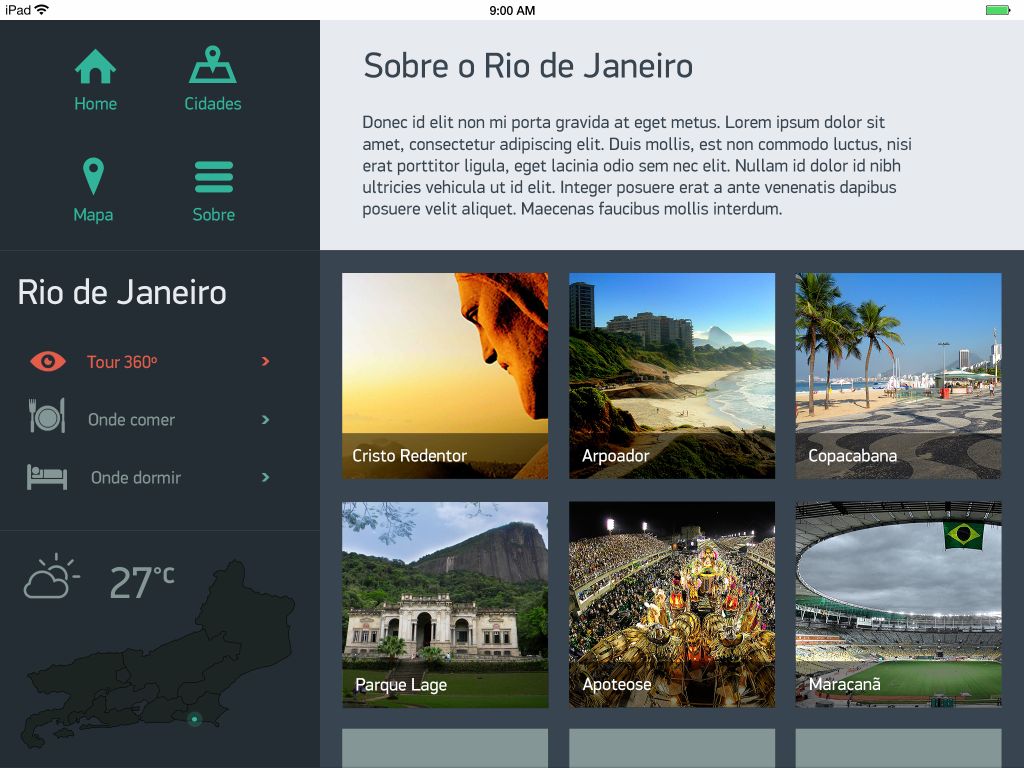 iPad
9:00 AM
Home
Cidades
Mapa
Sobre
Rio de Janeiro
Tour 360º
Onde comer
Onde dormir
27°C
Sobre o Rio de Janeiro
Donec id elit non mi porta gravida at eget metus. Lorem ipsum dolor sit
amet, consectetur adipiscing elit. Duis mollis, est non commodo luctus, nisi
erat porttitor ligula, eget lacinia odio sem nec elit. Nullam id dolor id nibh
ultricies vehicula ut id elit. Integer posuere erat a ante venenatis dapibus
posuere velit aliquet. Maecenas faucibus mollis interdum.
Cristo Redentor
Arpoador
Copacabana
Parque Lage
Apoteose
Maracanã